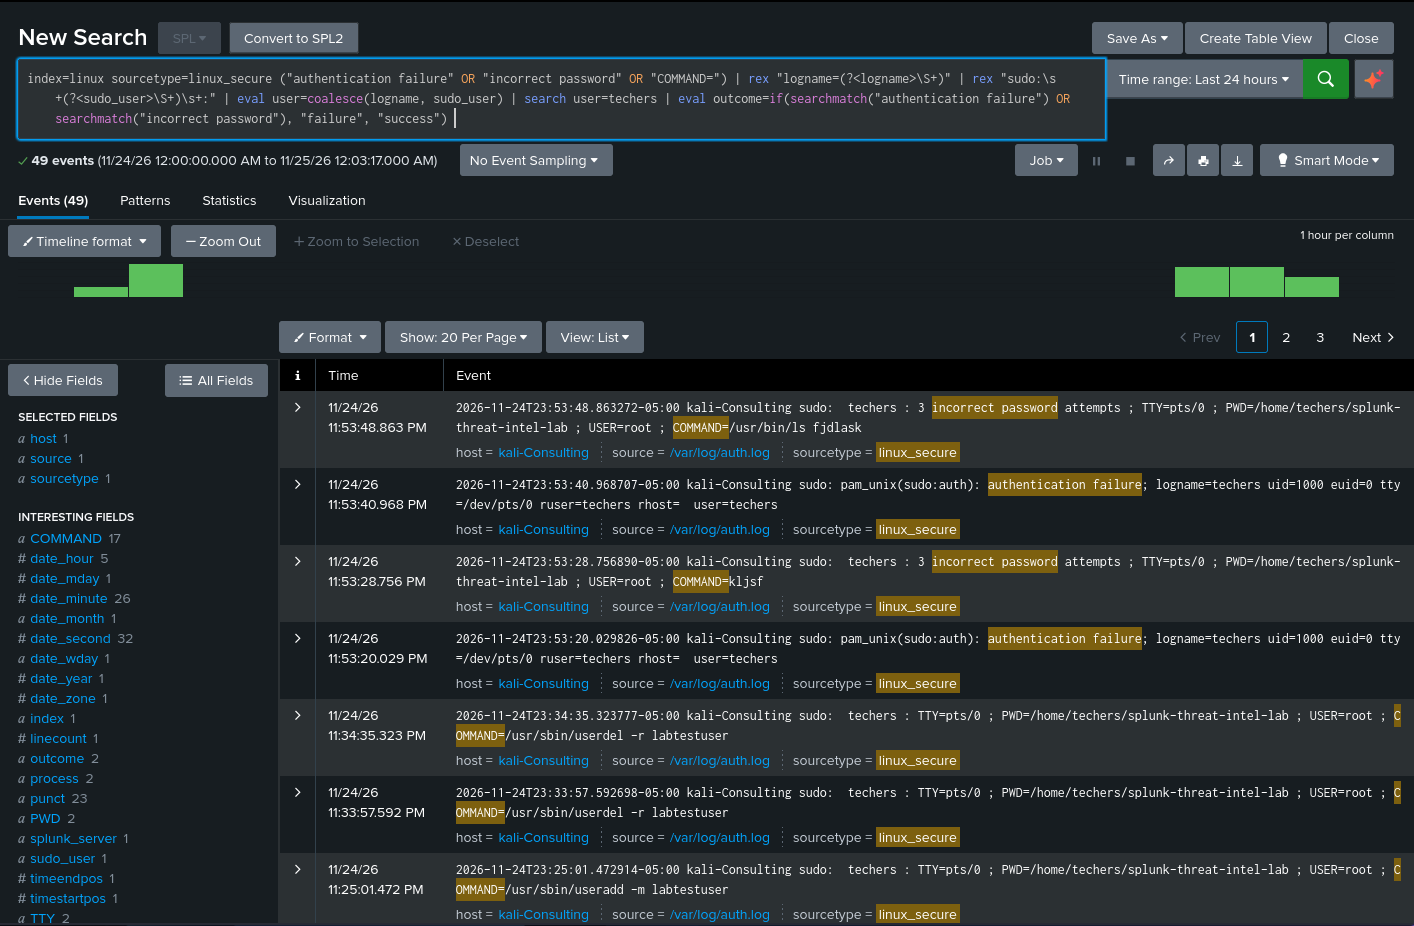 New Search
SPL
Convert to SPL2
Save As
Create Table View
Close
index=linux sourcetype=linux_secure ("authentication failure" OR "incorrect password" OR "COMMAND=") | rex "logname=(?<logname>\S+)" | rex "sudo:\s
+(?<sudo_user>\S+)\s+:" | eval user=coalesce(logname, sudo_user) | search user=techers | eval outcome=if(searchmatch("authentication failure") OR
searchmatch("incorrect password"), "failure", "success")
Time range: Last 24 hours
49 events (11/24/26 12:00:00.000 AM to 11/25/26 12:03:17.000 AM)
No Event Sampling
Job
Smart Mode
Events (49)
Patterns
Statistics
Visualization
Timeline format
Zoom Out
Zoom to Selection
Deselect
1 hour per column
Format
Show: 20 Per Page
View: List
Prev
1
2
3
Next
Hide Fields
All Fields
i
Time
Event
SELECTED FIELDS
a host 1
a source 1
a sourcetype 1
INTERESTING FIELDS
a COMMAND 17
# date_hour 5
# date_mday 1
# date_minute 26
a date_month 1
# date_second 32
a date_wday 1
# date_year 1
# date_zone 1
a index 1
# linecount 1
a outcome 2
a process 2
a punct 23
a PWD 2
a splunk_server 1
a sudo_user 1
# timeendpos 1
# timestartpos 1
a TTY 2
11/24/26
11:53:48.863 PM
2026-11-24T23:53:48.863272-05:00 kali-Consulting sudo:  techers : 3 incorrect password attempts ; TTY=pts/0 ; PWD=/home/techers/splunk-
threat-intel-lab ; USER=root ; COMMAND=/usr/bin/ls fjdlask
host = kali-Consulting source = /var/log/auth.log sourcetype = linux_secure
11/24/26
11:53:40.968 PM
2026-11-24T23:53:40.968707-05:00 kali-Consulting sudo: pam_unix(sudo:auth): authentication failure; logname=techers uid=1000 euid=0 tty
=/dev/pts/0 ruser=techers rhost=  user=techers
host = kali-Consulting source = /var/log/auth.log sourcetype = linux_secure
11/24/26
11:53:28.756 PM
2026-11-24T23:53:28.756890-05:00 kali-Consulting sudo:  techers : 3 incorrect password attempts ; TTY=pts/0 ; PWD=/home/techers/splunk-
threat-intel-lab ; USER=root ; COMMAND=kljsf
host = kali-Consulting source = /var/log/auth.log sourcetype = linux_secure
11/24/26
11:53:20.029 PM
2026-11-24T23:53:20.029826-05:00 kali-Consulting sudo: pam_unix(sudo:auth): authentication failure; logname=techers uid=1000 euid=0 tty
=/dev/pts/0 ruser=techers rhost=  user=techers
host = kali-Consulting source = /var/log/auth.log sourcetype = linux_secure
11/24/26
11:34:35.323 PM
2026-11-24T23:34:35.323777-05:00 kali-Consulting sudo:  techers : TTY=pts/0 ; PWD=/home/techers/splunk-threat-intel-lab ; USER=root ; C
OMMAND=/usr/sbin/userdel -r labtestuser
host = kali-Consulting source = /var/log/auth.log sourcetype = linux_secure
11/24/26
11:33:57.592 PM
2026-11-24T23:33:57.592698-05:00 kali-Consulting sudo:  techers : TTY=pts/0 ; PWD=/home/techers/splunk-threat-intel-lab ; USER=root ; C
OMMAND=/usr/sbin/userdel -r labtestuser
host = kali-Consulting source = /var/log/auth.log sourcetype = linux_secure
11/24/26
11:25:01.472 PM
2026-11-24T23:25:01.472914-05:00 kali-Consulting sudo:  techers : TTY=pts/0 ; PWD=/home/techers/splunk-threat-intel-lab ; USER=root ; C
OMMAND=/usr/sbin/useradd -m labtestuser
host = kali-Consulting source = /var/log/auth.log sourcetype = linux_secure